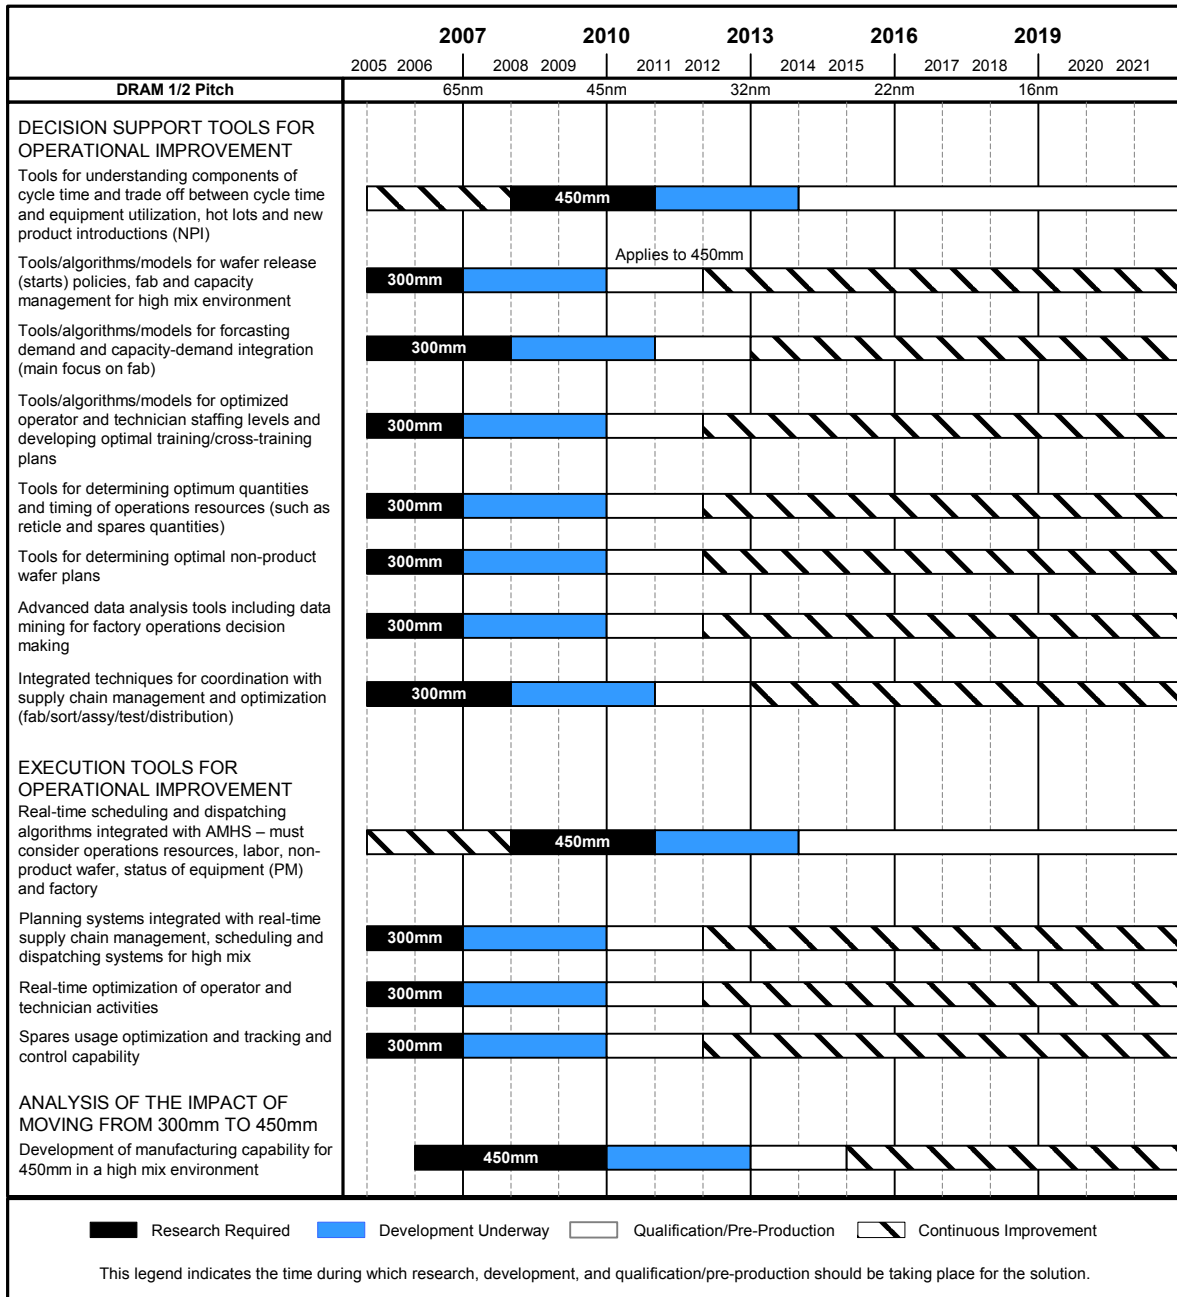 2007 2010 2013 2016 2019
2005 2006 2008 2009 2011 2012 2014 2015 2017 2018 2020 2021
DRAM 1/2 Pitch 65nm 45nm 32nm 22nm 16nm
DECISION SUPPORT TOOLS FOR
OPERATIONAL IMPROVEMENT
Tools for understanding components of
cycle time and trade off between cycle time
and equipment utilization, hot lots and new
product introductions (NPI)
450mm
Applies to 450mm
Tools/algorithms/models for wafer release
(starts) policies, fab and capacity
management for high mix environment
300mm
Tools/algorithms/models for forcasting
demand and capacity-demand integration
(main focus on fab)
300mm
Tools/algorithms/models for optimized
operator and technician staffing levels and
developing optimal training/cross-training
plans
300mm
Tools for determining optimum quantities
and timing of operations resources (such as
reticle and spares quantities)
300mm
Tools for determining optimal non-product
wafer plans
300mm
Advanced data analysis tools including data
mining for factory operations decision
making
300mm
Integrated techniques for coordination with
supply chain management and optimization
(fab/sort/assy/test/distribution)
300mm
EXECUTION TOOLS FOR
OPERATIONAL IMPROVEMENT
Real-time scheduling and dispatching
algorithms integrated with AMHS – must
consider operations resources, labor, non-
product wafer, status of equipment (PM)
and factory
450mm
Planning systems integrated with real-time
supply chain management, scheduling and
dispatching systems for high mix
300mm
Real-time optimization of operator and
technician activities
300mm
Spares usage optimization and tracking and
control capability
300mm
ANALYSIS OF THE IMPACT OF
MOVING FROM 300mm TO 450mm
Development of manufacturing capability for
450mm in a high mix environment
450mm
Research Required Development Underway Qualification/Pre-Production Continuous Improvement
This legend indicates the time during which research, development, and qualification/pre-production should be taking place for the solution.